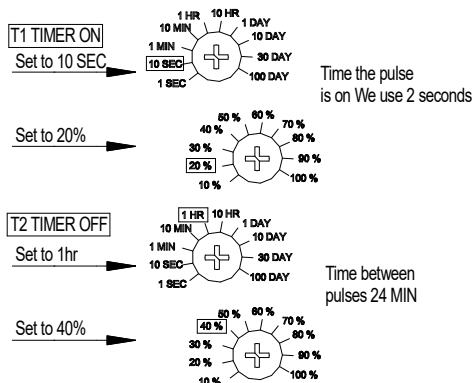 T1 TIMER ON
Set to 10 SEC
1 SEC
10 SEC
1 MIN
10 MIN
1 HR
10 HR
1 DAY
10 DAY
30 DAY
100 DAY
Time the pulse
is on We use 2 seconds
Set to 20%
10 %
20 %
30 %
40 %
50 %
60 %
70 %
80 %
90 %
100 %
T2 TIMER OFF
Set to 1hr
1 SEC
10 SEC
1 MIN
10 MIN
1 HR
10 HR
1 DAY
10 DAY
30 DAY
100 DAY
Time between
pulses 24 MIN
Set to 40%
10 %
20 %
30 %
40 %
50 %
60 %
70 %
80 %
90 %
100 %